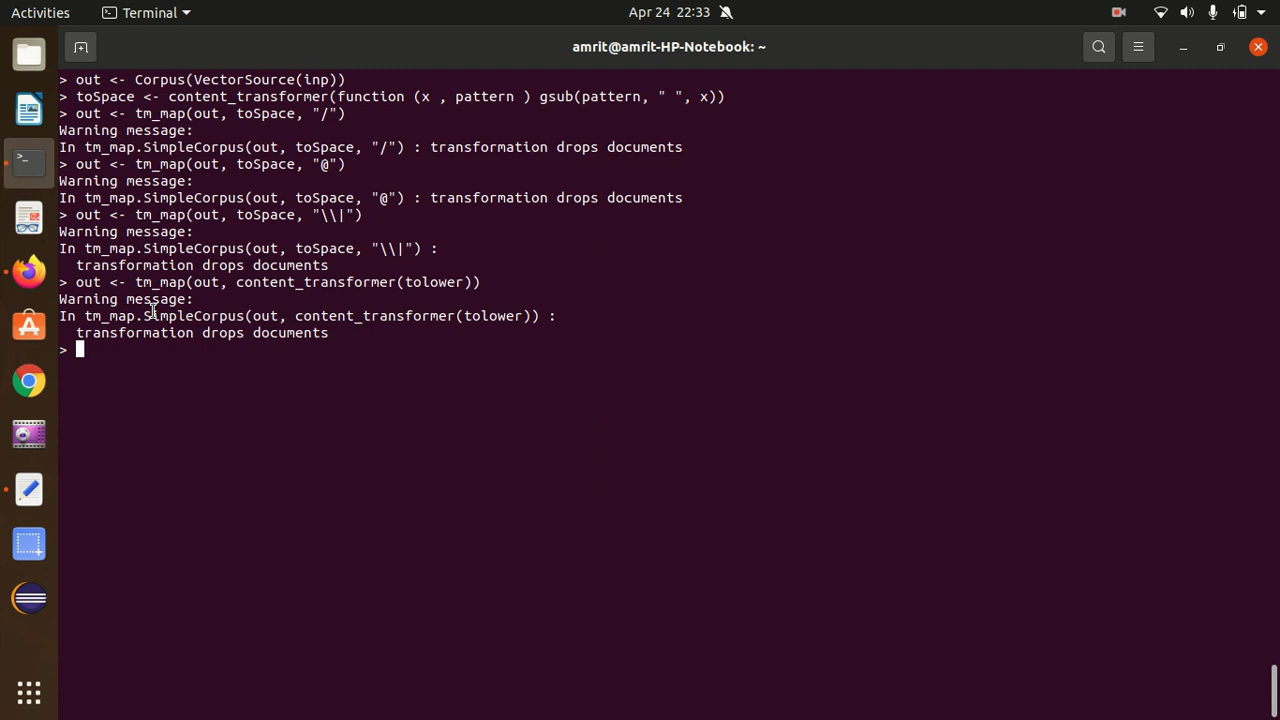 Activities
Terminal
Apr 24 22:33
amrit@amrit-HP-Notebook: ~
> out <- Corpus(VectorSource(inp))
> toSpace <- content_transformer(function (x , pattern ) gsub(pattern, " ", x))
> out <- tm_map(out, toSpace, "/")
Warning message:
In tm_map.SimpleCorpus(out, toSpace, "/") : transformation drops documents
> out <- tm_map(out, toSpace, "@")
Warning message:
In tm_map.SimpleCorpus(out, toSpace, "@") : transformation drops documents
> out <- tm_map(out, toSpace, "\\|")
Warning message:
In tm_map.SimpleCorpus(out, toSpace, "\\|") :
  transformation drops documents
> out <- tm_map(out, content_transformer(tolower))
Warning message:
In tm_map.SimpleCorpus(out, content_transformer(tolower)) :
  transformation drops documents
>